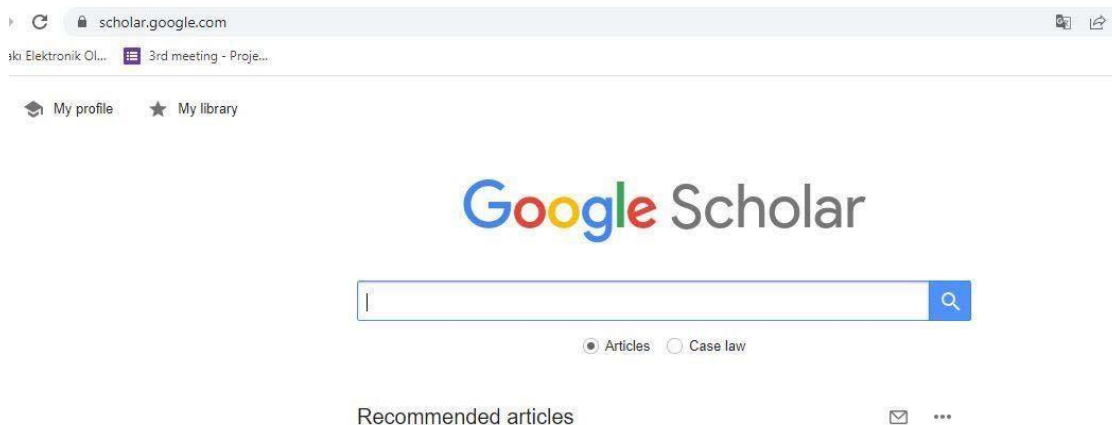 scholar.google.com
akı Elektronik Ol... 3rd meeting - Proje...
My profile My library
Google Scholar
Articles Case law
Recommended articles